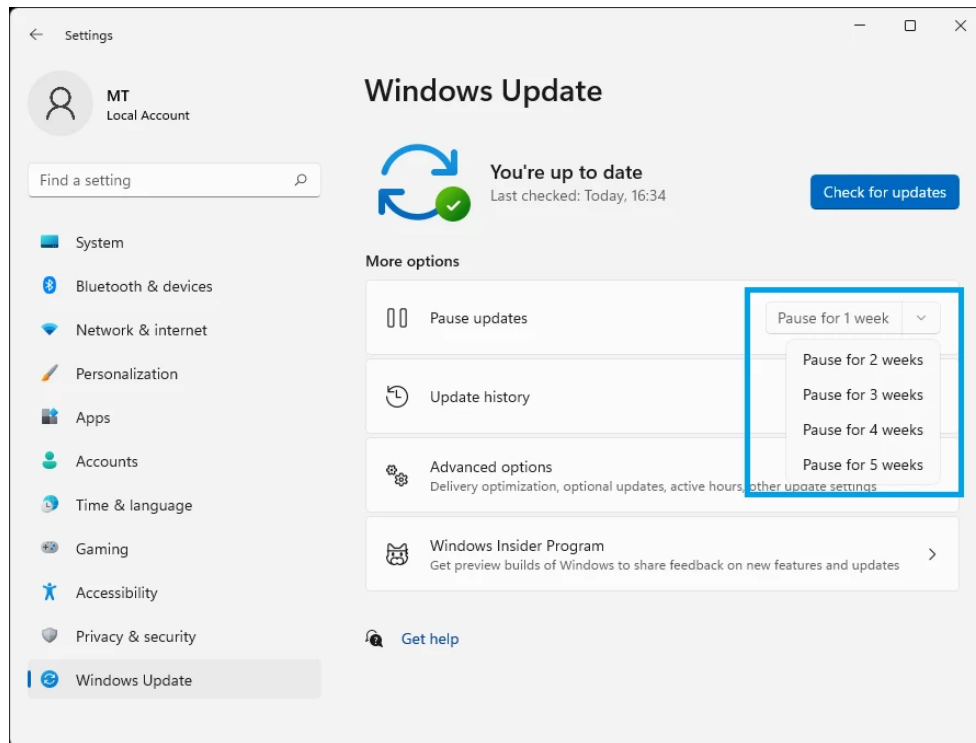 Settings
MT
Local Account
Find a setting
System
Bluetooth & devices
Network & internet
Personalization
Apps
Accounts
Time & language
Gaming
Accessibility
Privacy & security
Windows Update
Windows Update
You're up to date
Last checked: Today, 16:34
Check for updates
More options
Pause updates
Pause for 1 week
Pause for 2 weeks
Pause for 3 weeks
Pause for 4 weeks
Pause for 5 weeks
Update history
Advanced options
Delivery optimization, optional updates, active hours, other update settings
Windows Insider Program
Get preview builds of Windows to share feedback on new features and updates
Get help